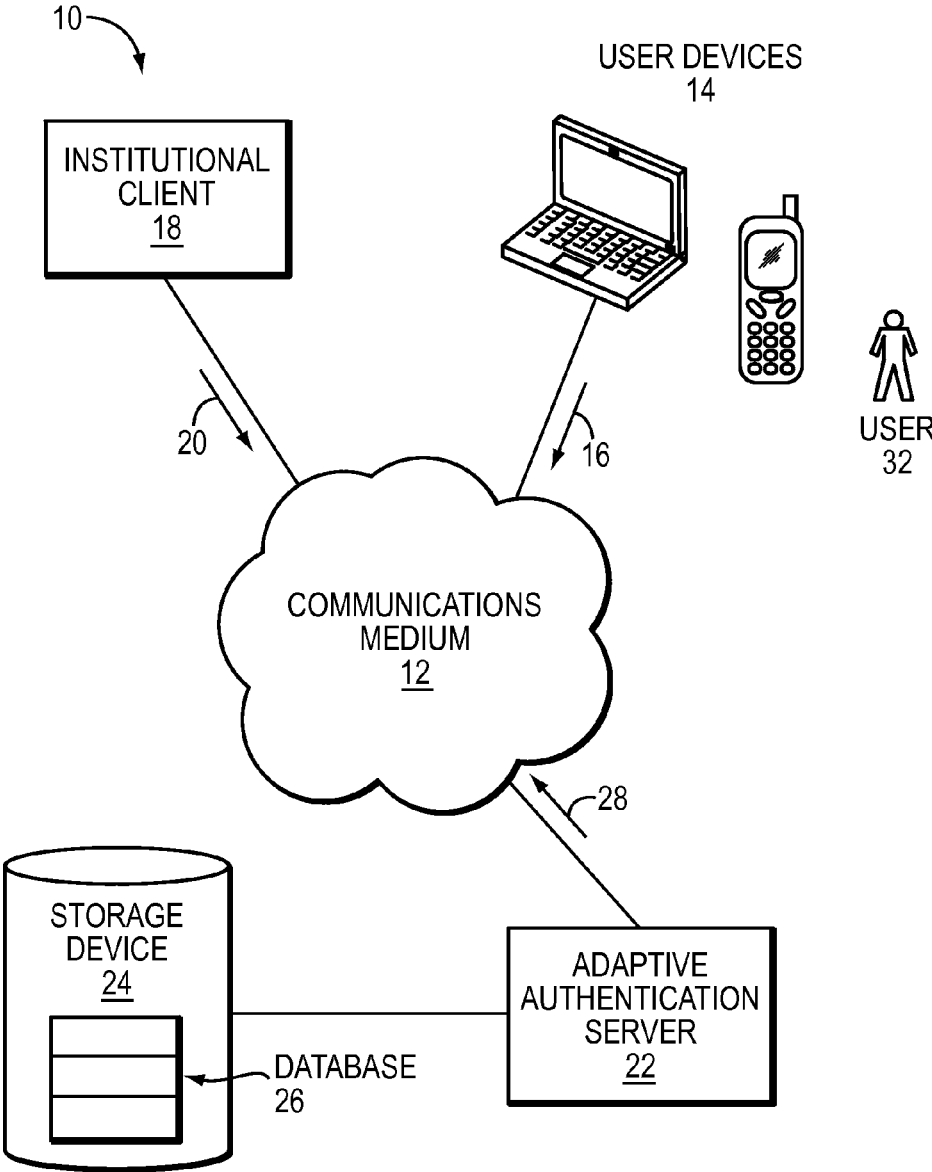 10
USER DEVICES
14
INSTITUTIONAL
CLIENT
18
USER
32
20
16
COMMUNICATIONS
MEDIUM
12
28
STORAGE
DEVICE
24
DATABASE
26
ADAPTIVE
AUTHENTICATION
SERVER
22